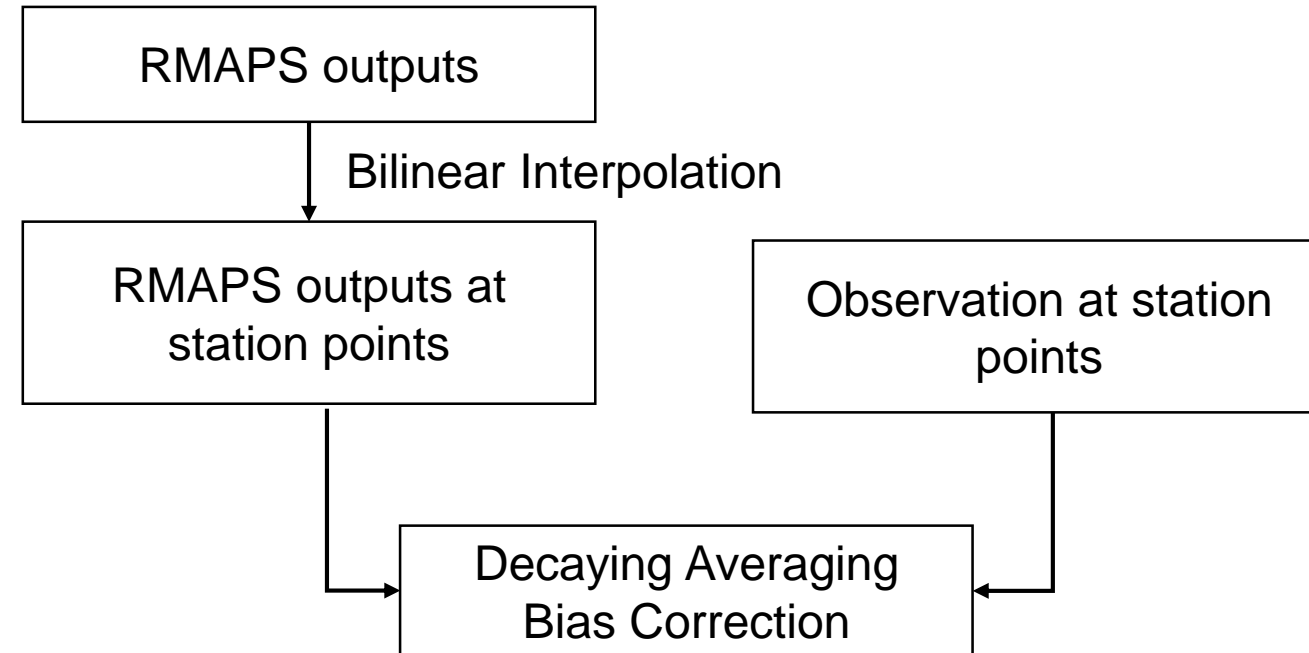 RMAPS outputs
Bilinear Interpolation
RMAPS outputs at
station points
Observation at station
points
Decaying Averaging
Bias Correction